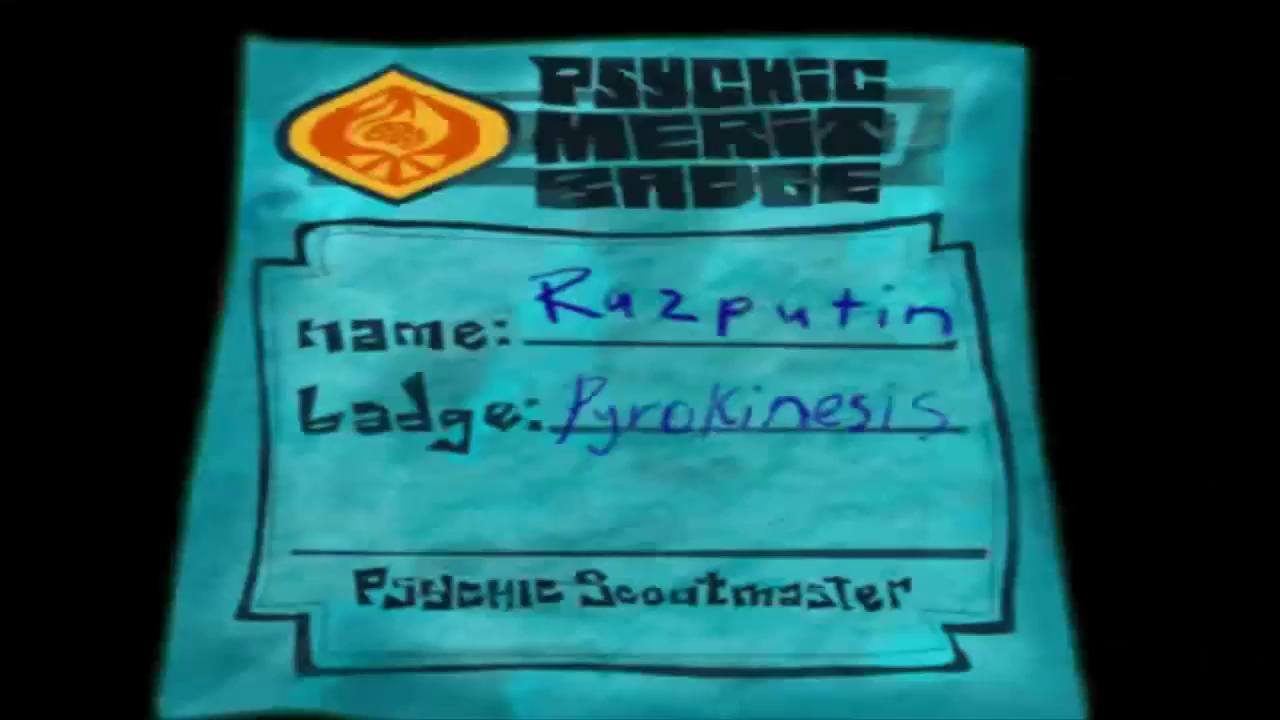 PSYCHIC
MERIT
BADGE
name: Razputin
badge: Pyrokinesis
Psychic Scoutmaster